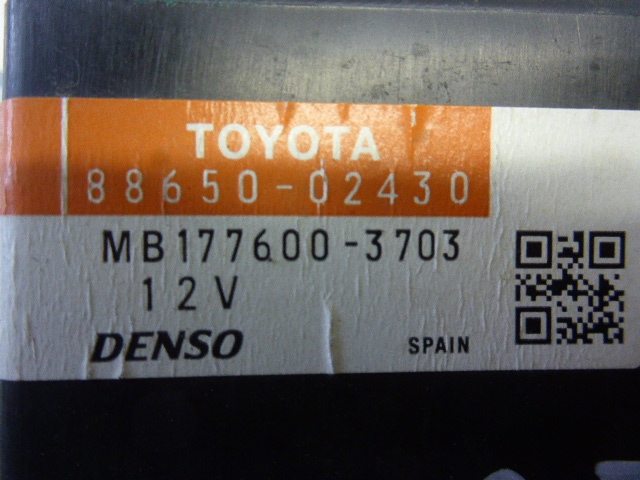 TOYOTA
88650-02430
MB177600-3703
12V
DENSO
SPAIN